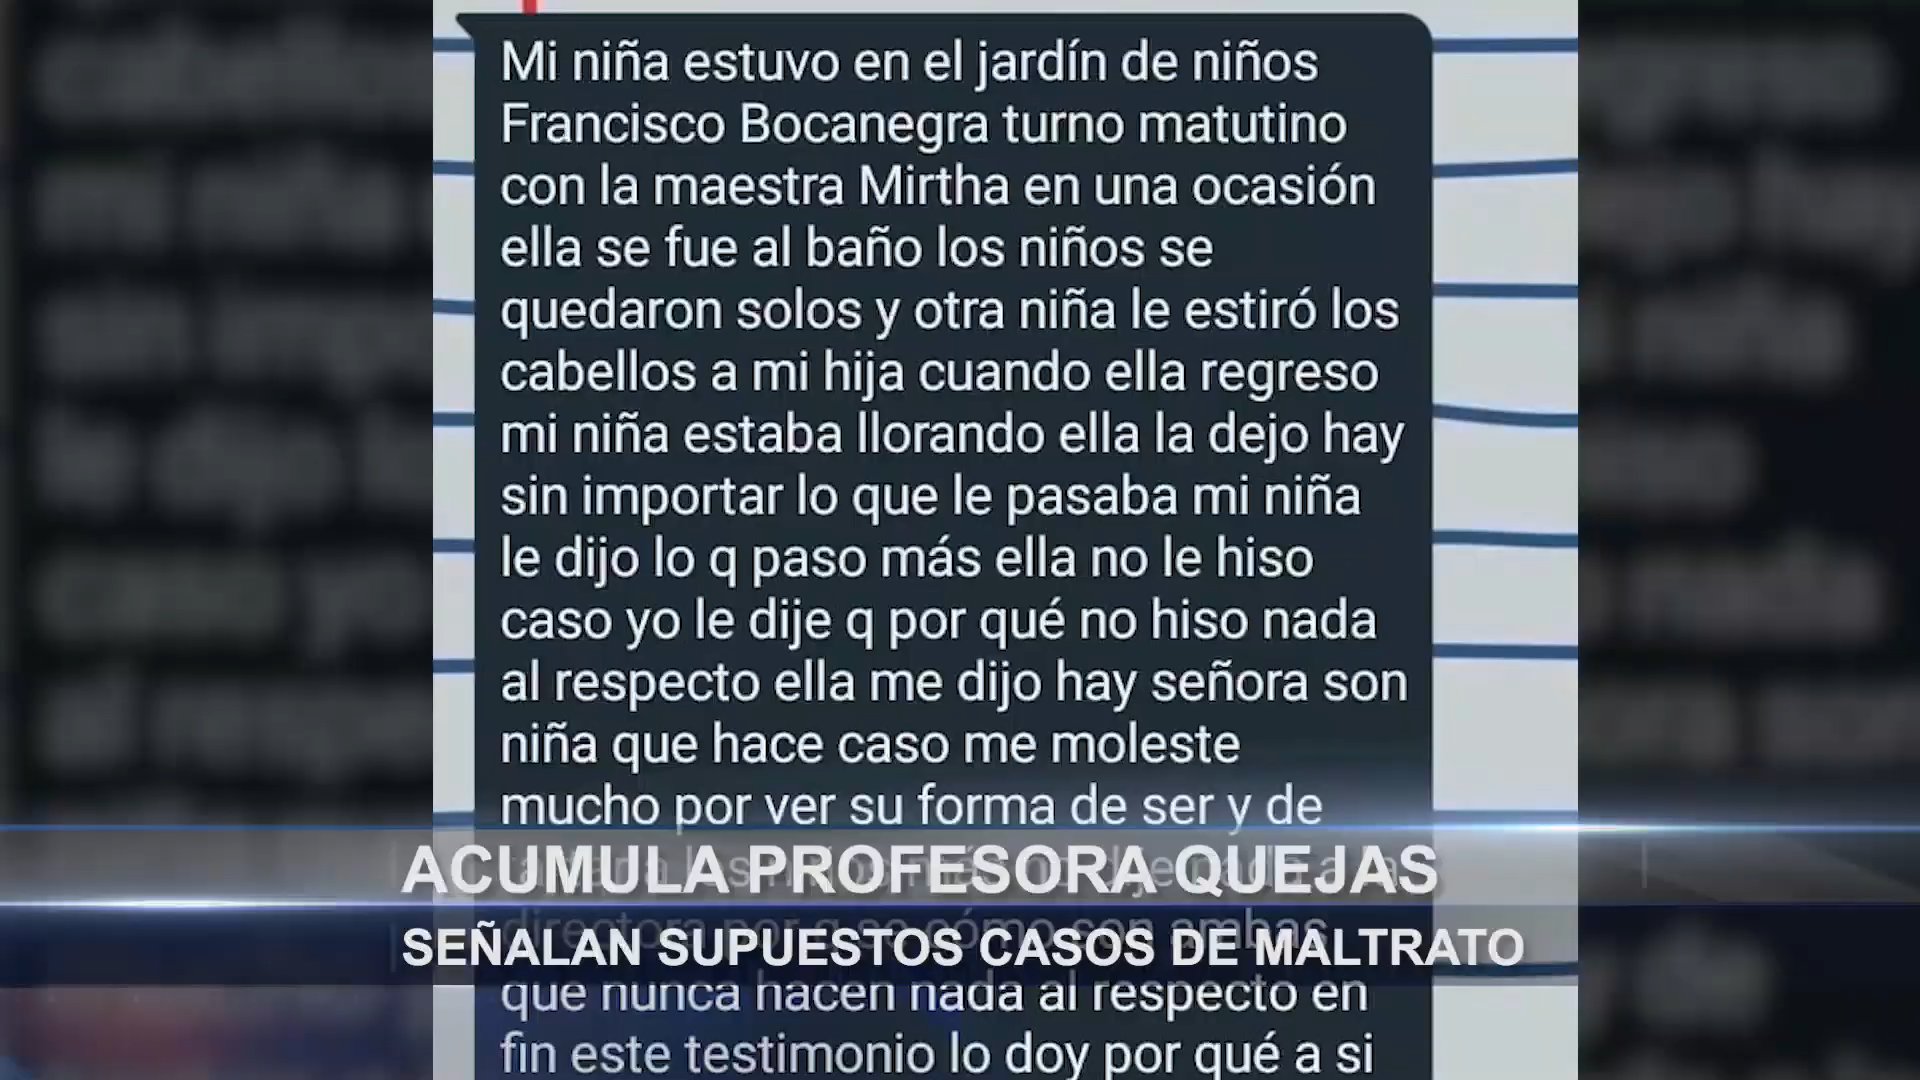 Mi niña estuvo en el jardín de niños
Francisco Bocanegra turno matutino
con la maestra Mirtha en una ocasión
ella se fue al baño los niños se
quedaron solos y otra niña le estiró los
cabellos a mi hija cuando ella regreso
mi niña estaba llorando ella la dejo hay
sin importar lo que le pasaba mi niña
le dijo lo q paso más ella no le hiso
caso yo le dije q por qué no hiso nada
al respecto ella me dijo hay señora son
niña que hace caso me moleste
mucho por ver su forma de ser y de
ACUMULA PROFESORA QUEJAS
directora por q se cómo son ambas
SEÑALAN SUPUESTOS CASOS DE MALTRATO
que nunca hacen nada al respecto en
fin este testimonio lo doy por qué a si